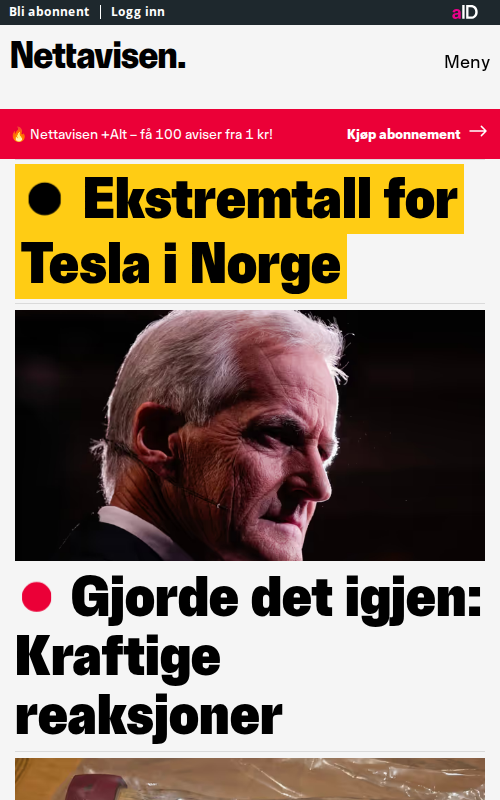 Bli abonnent | Logg inn
aID
Nettavisen.
Meny
🔥 Nettavisen +Alt – få 100 aviser fra 1 kr!
Kjøp abonnement →
Ekstremtall for
Tesla i Norge
Gjorde det igjen:
Kraftige
reaksjoner